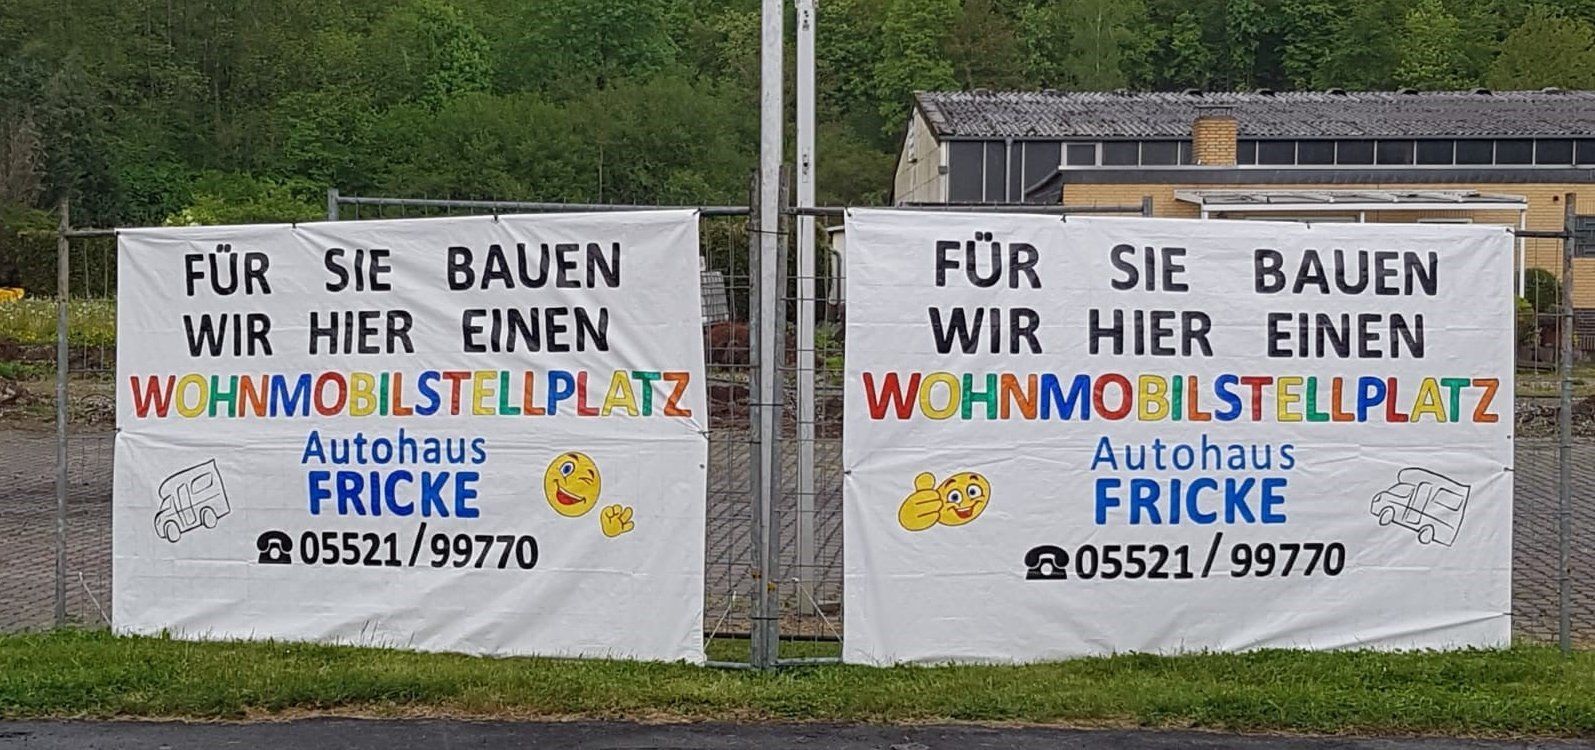 FÜR SIE BAUEN
WIR HIER EINEN
WOHNMOBILSTELLPLATZ
Autohaus
FRICKE
☎05521/99770
FÜR SIE BAUEN
WIR HIER EINEN
WOHNMOBILSTELLPLATZ
Autohaus
FRICKE
☎05521/99770